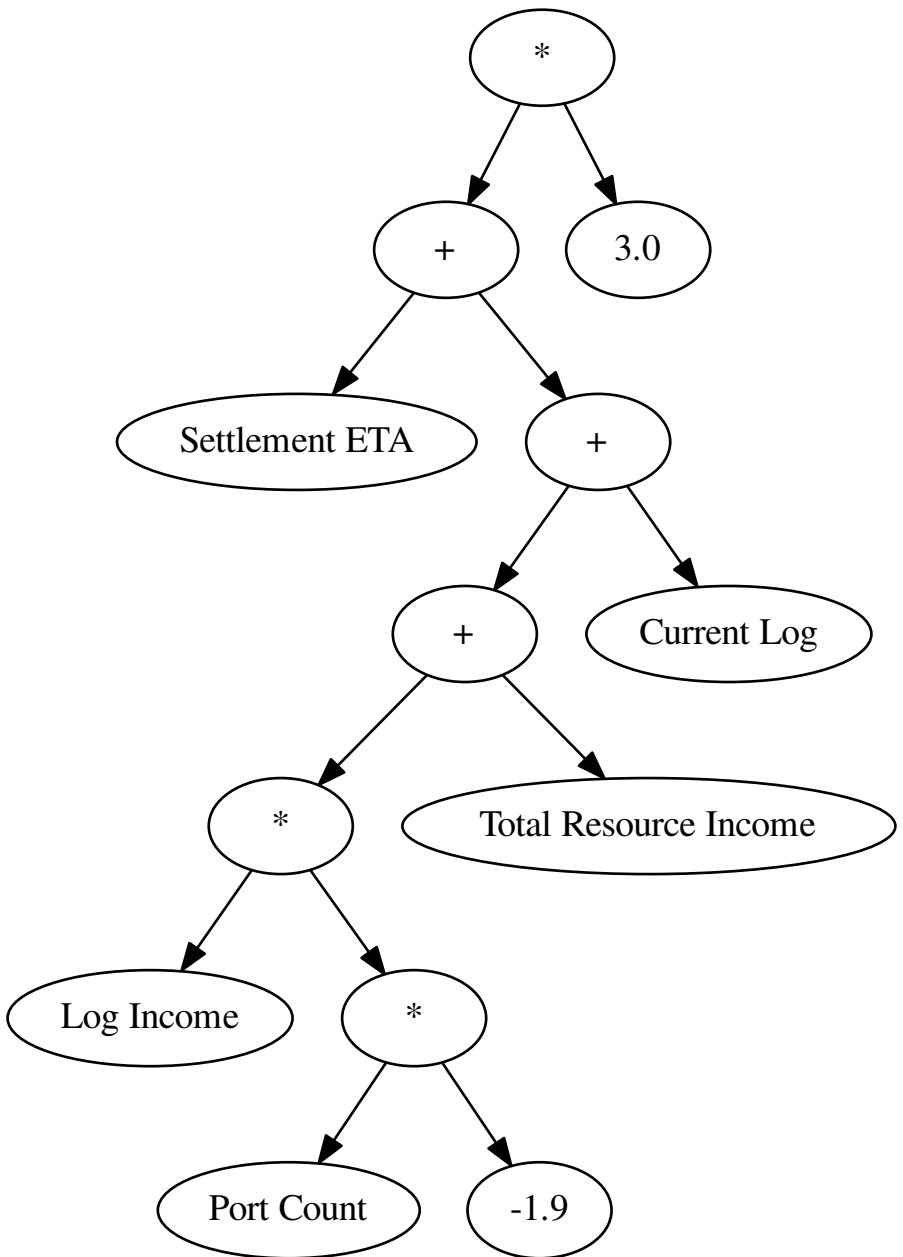 *
+
3.0
Settlement ETA
+
+
Current Log
*
Total Resource Income
Log Income
*
Port Count
-1.9